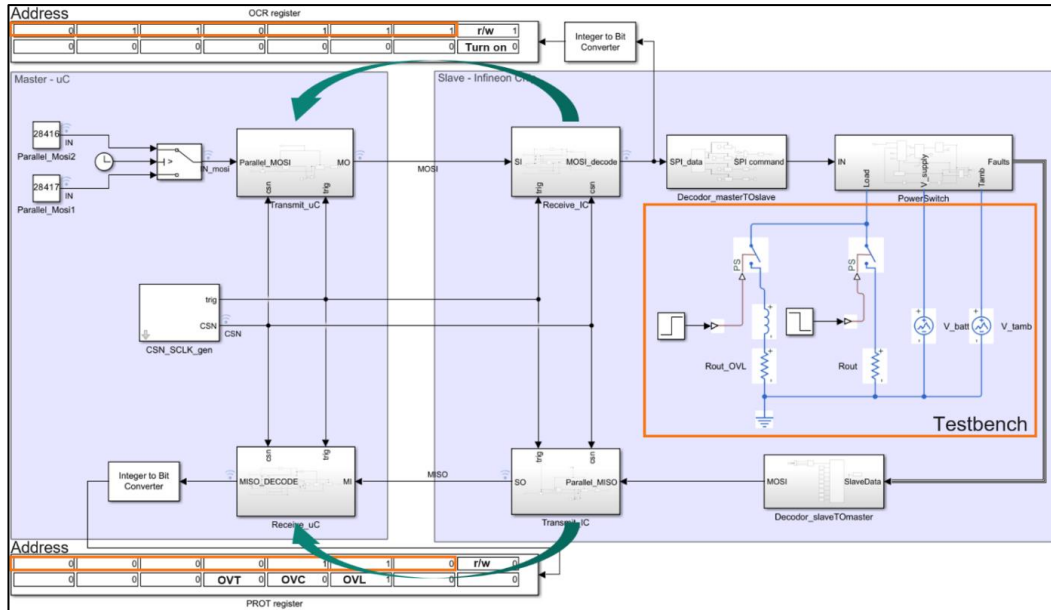 Address
OCR register
0 1 1 0 1 1 1 r/w 1
0 0 0 0 0 0 0 Turn on 0
Integer to Bit
Converter
Master - uC
Slave - Infineon
28416
IN
Parallel_Mosi2
28417
IN
Parallel_Mosi1
IN_mosi
Parallel_MOSI
MO
csn
trig
Transmit_uC
MOSI
SI
MOSI_decode
trig
csn
Receive_IC
SPI_data
SPI command
Decodor_masterTOslave
IN
Faults
Load
V_supply
Tamb
PowerSwitch
trig
CSN
CSN
CSN_SCLK_gen
PS
PS
Rout_OVL
Rout
V_batt
V_tamb
Testbench
Integer to Bit
Converter
csn
trig
MISO_DECODE
MI
Receive_uC
MISO
trig
csn
SO
Parallel_MISO
Transmit_IC
MOSI
SlaveData
Decodor_slaveTOmaster
Address
0 0 0 0 1 1 0 r/w 0
0 0 0 OVT 0 OVC 0 OVL 1 0 0
PROT register